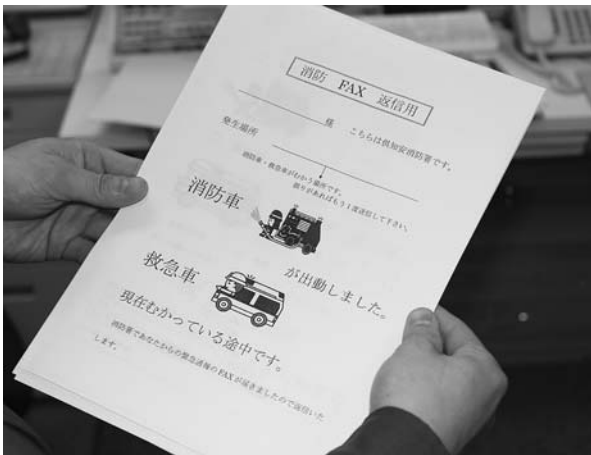 消防 FAX 返信用
様 こちらは倶知安消防署です。
発生場所
消防車・救急車がむかう場所です。
誤りがあればもう1度送信して下さい。
消防車
救急車
が出動しました。
現在むかっている途中です。
消防署であなたからの緊急通報のFAXが届きましたので返信いた
します。